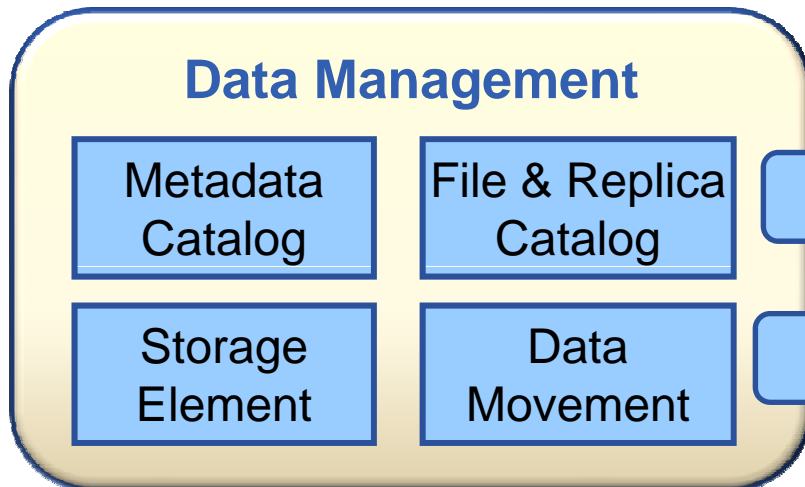 Data Management
Metadata
Catalog
File & Replica
Catalog
Storage
Element
Data
Movement